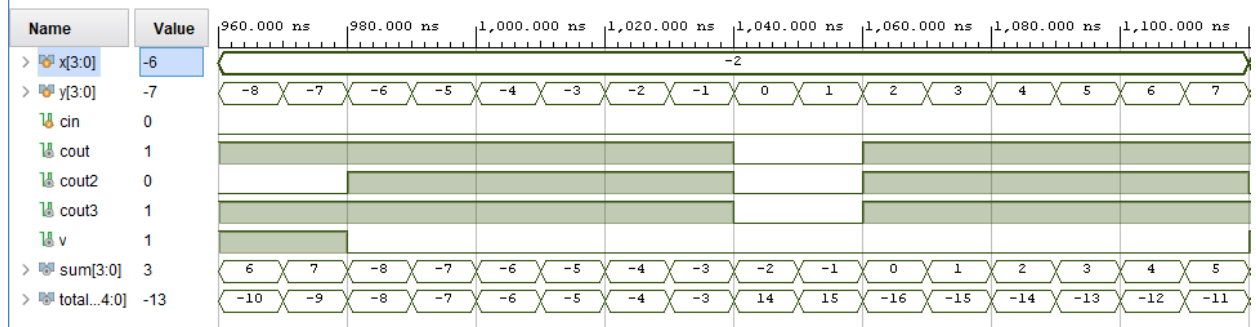 Name Value 960.000 ns 980.000 ns 1,000.000 ns 1,020.000 ns 1,040.000 ns 1,060.000 ns 1,080.000 ns 1,100.000 ns
x[3:0] -6 -2
y[3:0] -7 -8 -7 -6 -5 -4 -3 -2 -1 0 1 2 3 4 5 6 7
cin 0
cout 1
cout2 0
cout3 1
v 1
sum[3:0] 3 6 7 -8 -7 -6 -5 -4 -3 -2 -1 0 1 2 3 4 5
total...4:0] -13 -10 -9 -8 -7 -6 -5 -4 -3 14 15 -16 -15 -14 -13 -12 -11